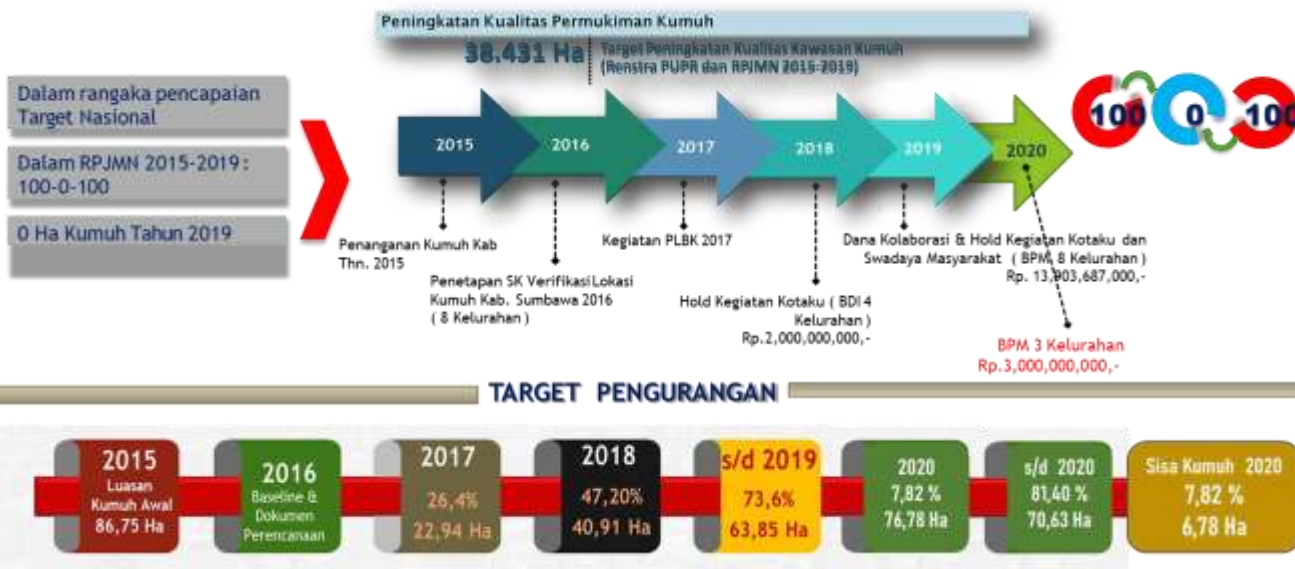 Peningkatan Kualitas Permukiman Kumuh
38.431 Ha
Target Peningkatan Kualitas Kawasan Kumuh
(Renstra PUPR dan RPJMN 2015-2019)
Dalam rangaka pencapaian
Target Nasional
Dalam RPJMN 2015-2019 :
100-0-100
0 Ha Kumuh Tahun 2019
2015
2016
2017
2018
2019
2020
100 0 100
Penanganan Kumuh Kab
Thn. 2015
Penetapan SK Verifikasi Lokasi
Kumuh Kab. Sumbawa 2016
( 8 Kelurahan )
Kegiatan PLBK 2017
Hold Kegiatan Kotaku ( BDI 4
Kelurahan )
Rp.2,000,000,000,-
Dana Kolaborasi & Hold Kegiatan Kotaku dan
Swadaya Masyarakat ( BPM 8 Kelurahan )
Rp. 13,903,687,000,-
BPM 3 Kelurahan
Rp.3,000,000,000,-
TARGET PENGURANGAN
2015
Luasan
Kumuh Awal
86,75 Ha
2016
Baseline &
Dokumen
Perencanaan
2017
26,4%
22,94 Ha
2018
47,20%
40,91 Ha
s/d 2019
73,6%
63,85 Ha
2020
7,82 %
76,78 Ha
s/d 2020
81,40 %
70,63 Ha
Sisa Kumuh 2020
7,82 %
6,78 Ha